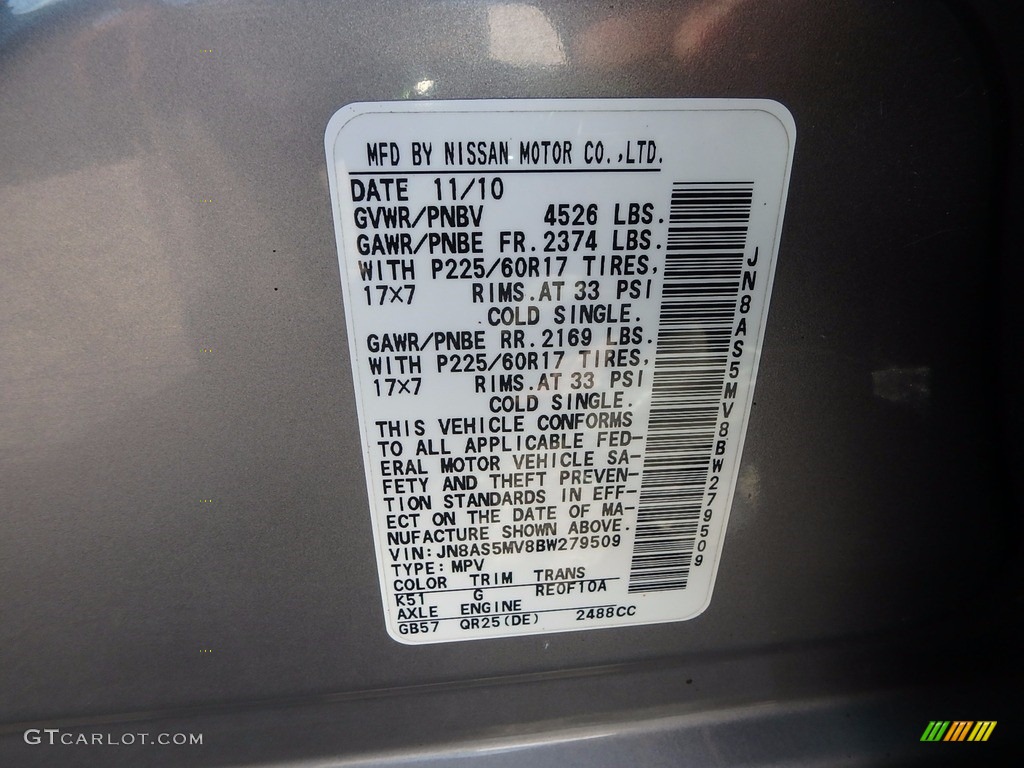 MFD BY NISSAN MOTOR CO.,LTD.
DATE 11/10
GVWR/PNBV 4526 LBS.
GAWR/PNBE FR. 2374 LBS.
WITH P225/60R17 TIRES,
17×7 RIMS.AT 33 PSI
COLD SINGLE.
GAWR/PNBE RR. 2169 LBS.
WITH P225/60R17 TIRES,
17×7 RIMS.AT 33 PSI
COLD SINGLE.
THIS VEHICLE CONFORMS
TO ALL APPLICABLE FED-
ERAL MOTOR VEHICLE SA-
FETY AND THEFT PREVEN-
TION STANDARDS IN EFF-
ECT ON THE DATE OF MA-
NUFACTURE SHOWN ABOVE.
VIN: JN8AS5MV8BW279509
TYPE: MPV
COLOR TRIM TRANS
K51 G RE0F10A
AXLE ENGINE
GB57 QR25(DE) 2488CC
JN8AS5MV8BW279509
GTCARLOT.COM